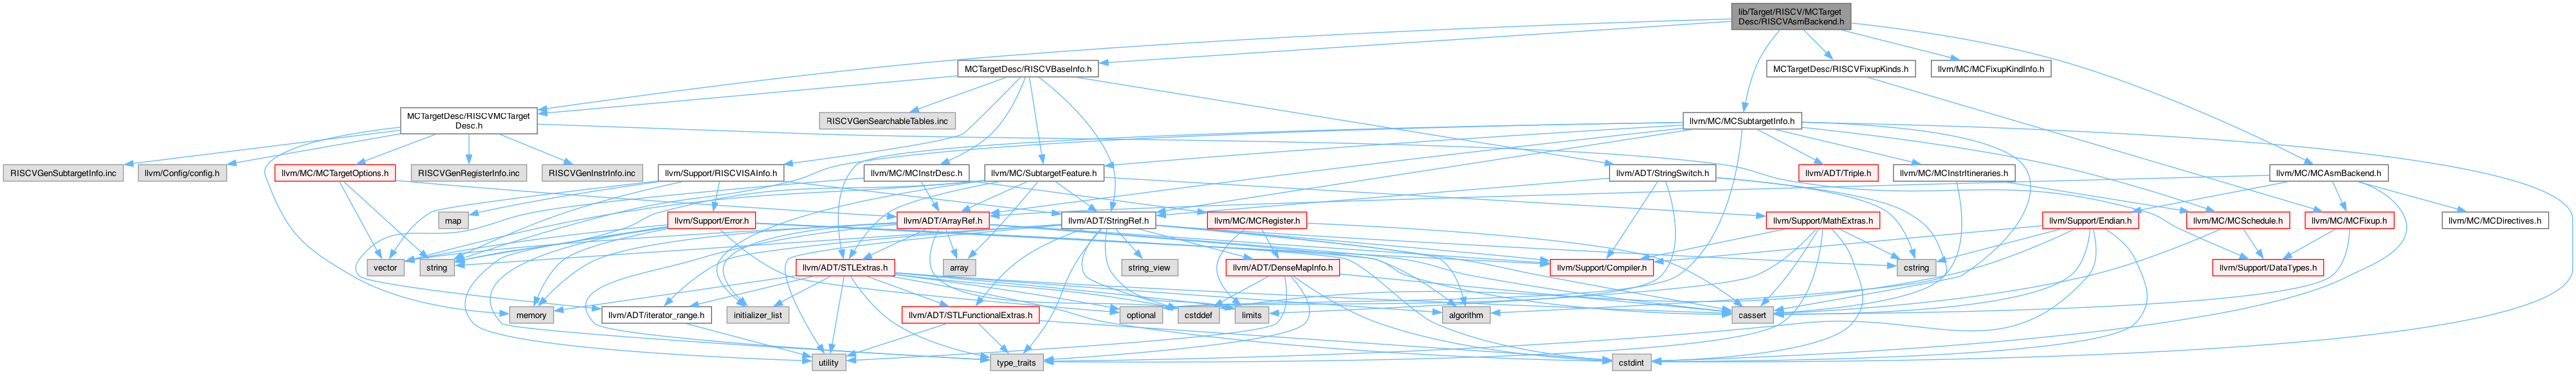 lib/Target/RISCV/MCTarget
Desc/RISCVAsmBackend.h
MCTargetDesc/RISCVBaseInfo.h
MCTargetDesc/RISCVFixupKinds.h
llvm/MC/MCFixupKindInfo.h
MCTargetDesc/RISCVMCTarget
Desc.h
RISCVGenSearchableTables.inc
llvm/MC/MCSubtargetInfo.h
RISCVGenSubtargetInfo.inc
llvm/Config/config.h
llvm/MC/MCTargetOptions.h
RISCVGenRegisterInfo.inc
RISCVGenInstrInfo.inc
llvm/Support/RISCVISAInfo.h
llvm/MC/MCInstrDesc.h
llvm/MC/SubtargetFeature.h
llvm/ADT/StringSwitch.h
llvm/ADT/Triple.h
llvm/MC/MCInstrItineraries.h
llvm/MC/MCAsmBackend.h
map
llvm/Support/Error.h
llvm/ADT/ArrayRef.h
llvm/ADT/StringRef.h
llvm/MC/MCRegister.h
llvm/Support/MathExtras.h
llvm/Support/Endian.h
llvm/MC/MCSchedule.h
llvm/MC/MCFixup.h
llvm/MC/MCDirectives.h
vector
string
llvm/ADT/STLExtras.h
array
string_view
llvm/ADT/DenseMapInfo.h
llvm/Support/Compiler.h
cstring
llvm/Support/DataTypes.h
memory
llvm/ADT/iterator_range.h
initializer_list
llvm/ADT/STLFunctionalExtras.h
optional
cstddef
limits
algorithm
cassert
utility
type_traits
cstdint